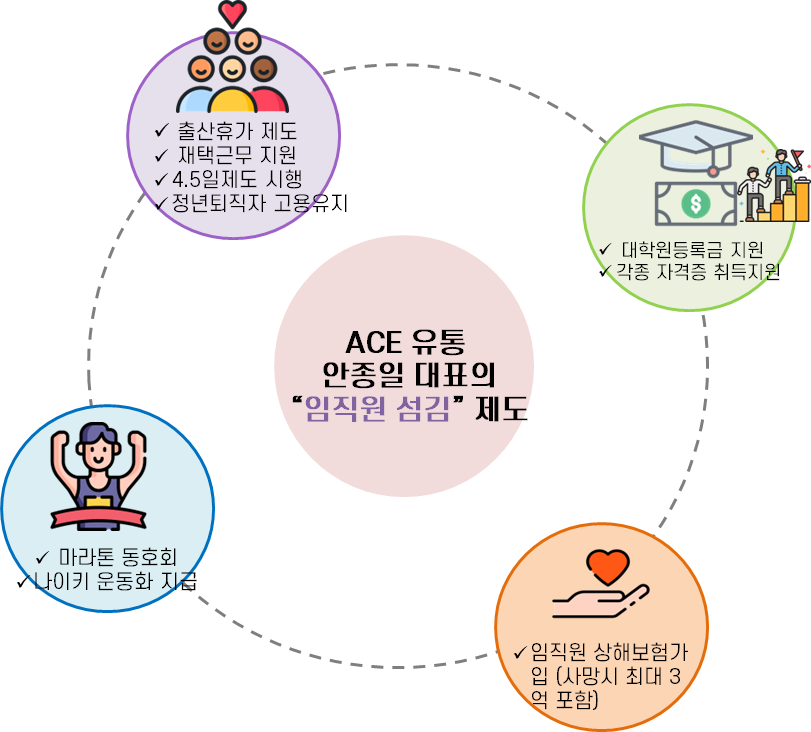 ✓ 출산휴가 제도
✓ 재택근무 지원
✓ 4.5일제도 시행
✓ 정년퇴직자 고용유지
$
✓ 대학원등록금 지원
✓ 각종 자격증 취득지원
ACE 유통
안종일 대표의
“임직원 섬김” 제도
✓ 마라톤 동호회
✓ 나이키 운동화 지급
✓ 임직원 상해보험가
입 (사망시 최대 3
억 포함)